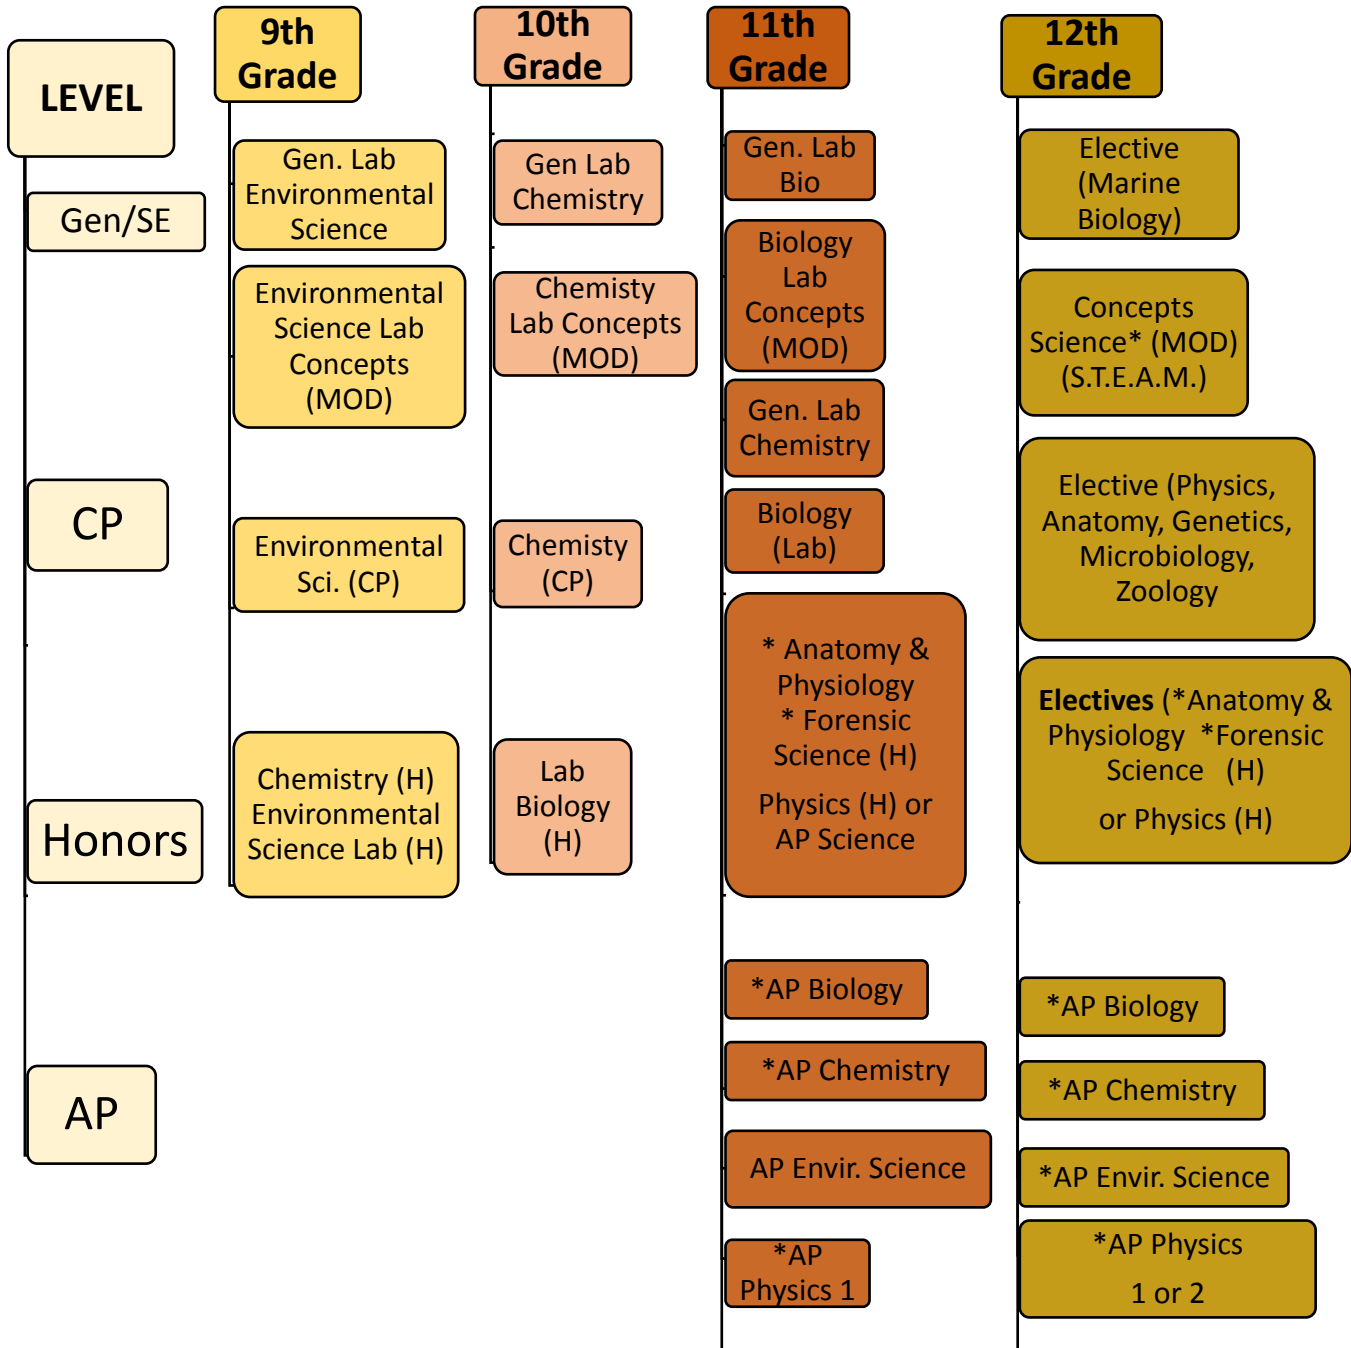 LEVEL
Gen/SE
CP
Honors
AP
9th
Grade
Gen. Lab
Environmental
Science
Environmental
Science Lab
Concepts
(MOD)
Environmental
Sci. (CP)
Chemistry (H)
Environmental
Science Lab (H)
10th
Grade
Gen Lab
Chemistry
Chemisty
Lab Concepts
(MOD)
Chemisty
(CP)
Lab
Biology
(H)
11th
Grade
Gen. Lab
Bio
Biology
Lab
Concepts
(MOD)
Gen. Lab
Chemistry
Biology
(Lab)
* Anatomy &
Physiology
* Forensic
Science (H)
Physics (H) or
AP Science
*AP Biology
*AP Chemistry
AP Envir. Science
*AP
Physics 1
12th
Grade
Elective
(Marine
Biology)
Concepts
Science* (MOD)
(S.T.E.A.M.)
Elective (Physics,
Anatomy, Genetics,
Microbiology,
Zoology
Electives (*Anatomy &
Physiology *Forensic
Science (H)
or Physics (H)
*AP Biology
*AP Chemistry
*AP Envir. Science
*AP Physics
1 or 2